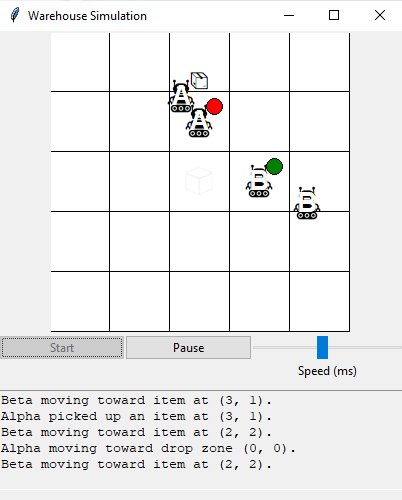 Warehouse Simulation
A
A
B
B
Start
Pause
Speed (ms)
Beta moving toward item at (3, 1).
Alpha picked up an item at (3, 1).
Beta moving toward item at (2, 2).
Alpha moving toward drop zone (0, 0).
Beta moving toward item at (2, 2).